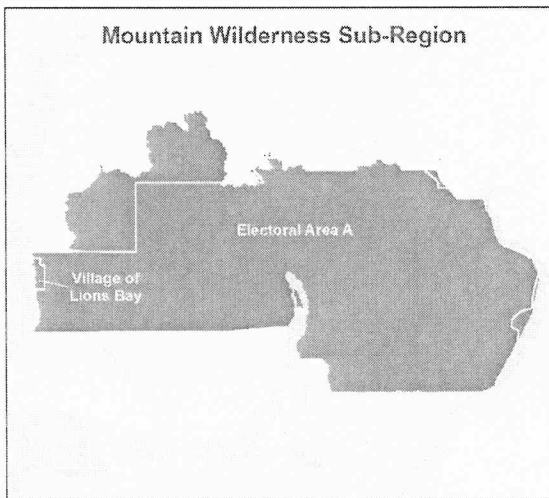 Mountain Wilderness Sub-Region
Electoral Area A
Village of
Lions Bay